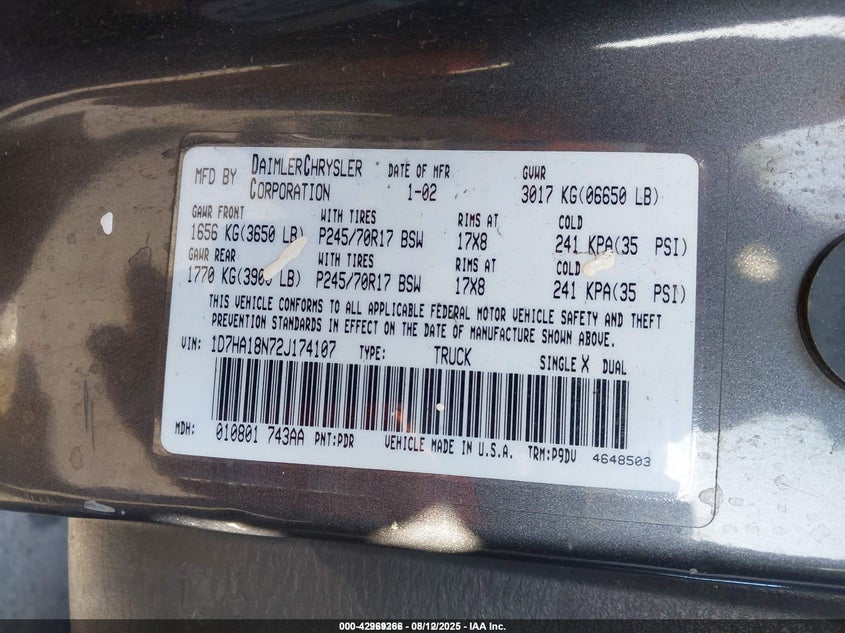 MFD BY DAIMLERCHRYSLER CORPORATION DATE OF MFR 1-02 GVWR 3017 KG(06650 LB)
GAWR FRONT WITH TIRES RIMS AT COLD
1656 KG(3650 LB) P245/70R17 BSW 17X8 241 KPA(35 PSI)
GAWR REAR WITH TIRES RIMS AT COLD
1770 KG(3900 LB) P245/70R17 BSW 17X8 241 KPA(35 PSI)
THIS VEHICLE CONFORMS TO ALL APPLICABLE FEDERAL MOTOR VEHICLE SAFETY AND THEFT
PREVENTION STANDARDS IN EFFECT ON THE DATE OF MANUFACTURE SHOWN ABOVE.
VIN: 1D7HA18N72J174107 TYPE: TRUCK SINGLE X DUAL
MDH: 010801 743AA PNT:PDR VEHICLE MADE IN U.S.A. TRM:P9DV 4648503
000-42969266 - 08/12/2025 - IAA Inc.